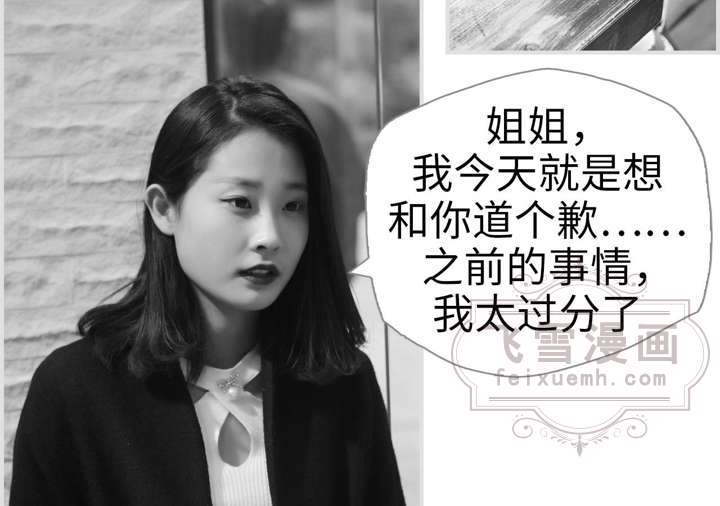 姐姐，
我今天就是想
和你道个歉……
之前的事情，
我太过分了
飞雪漫画
feixuemh.com